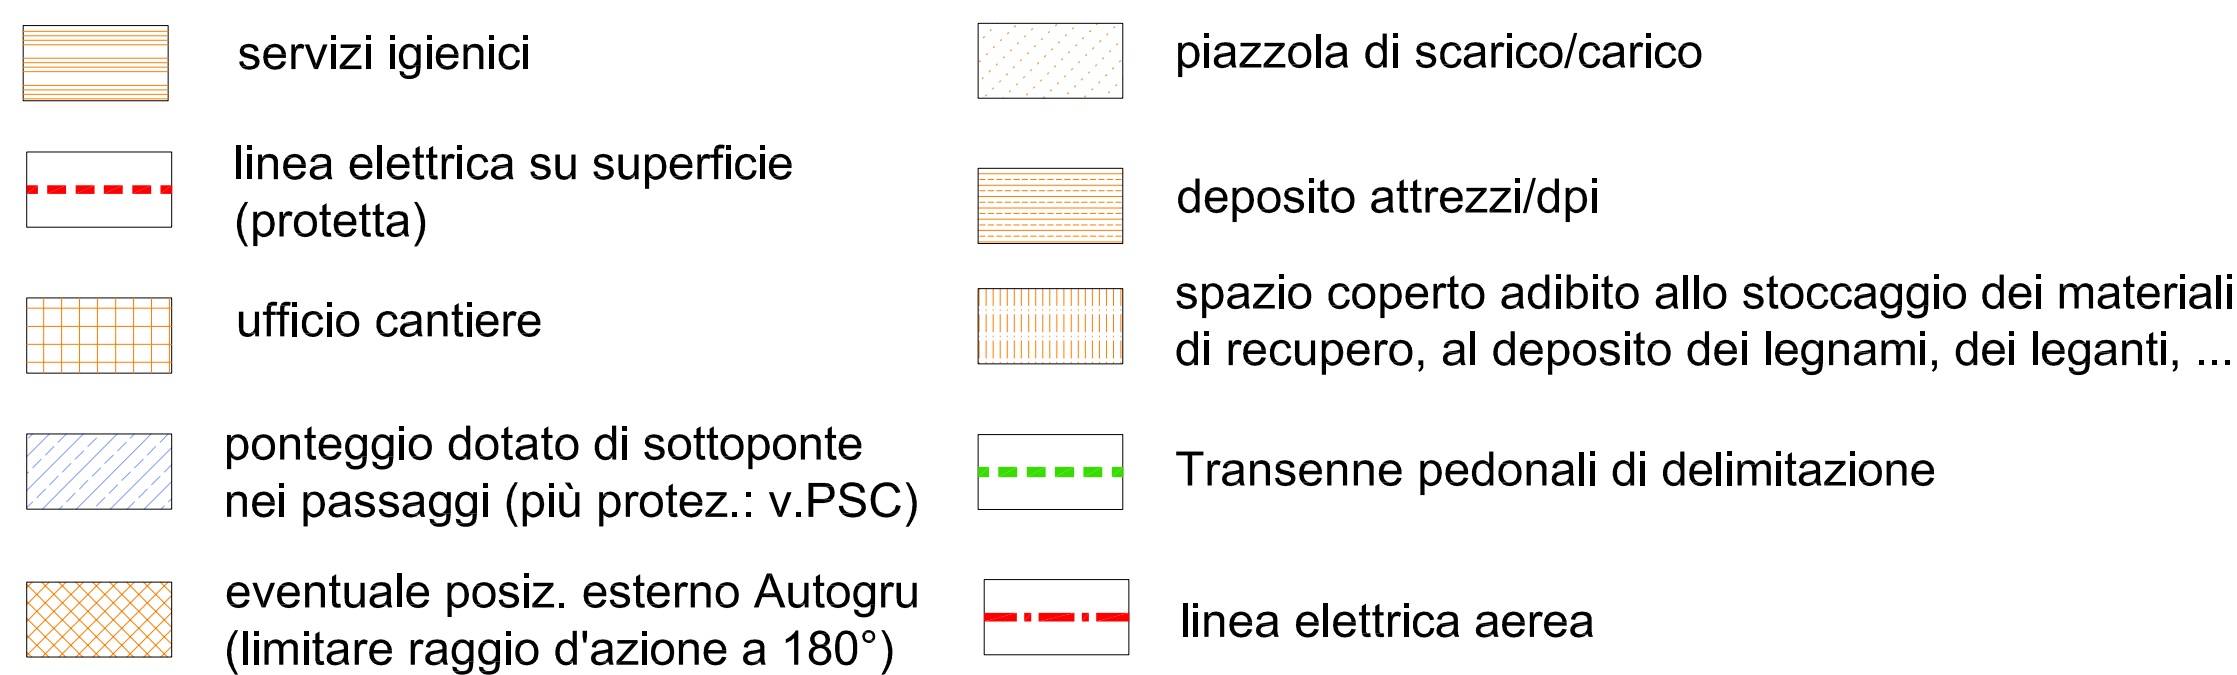 servizi igienici
linea elettrica su superficie
(protetta)
ufficio cantiere
ponteggio dotato di sottoponte
nei passaggi (più protez.: v.PSC)
eventuale posiz. esterno Autogru
(limitare raggio d'azione a 180°)
piazzola di scarico/carico
deposito attrezzi/dpi
spazio coperto adibito allo stoccaggio dei materiali
di recupero, al deposito dei legnami, dei leganti, ...
Transenne pedonali di delimitazione
linea elettrica aerea